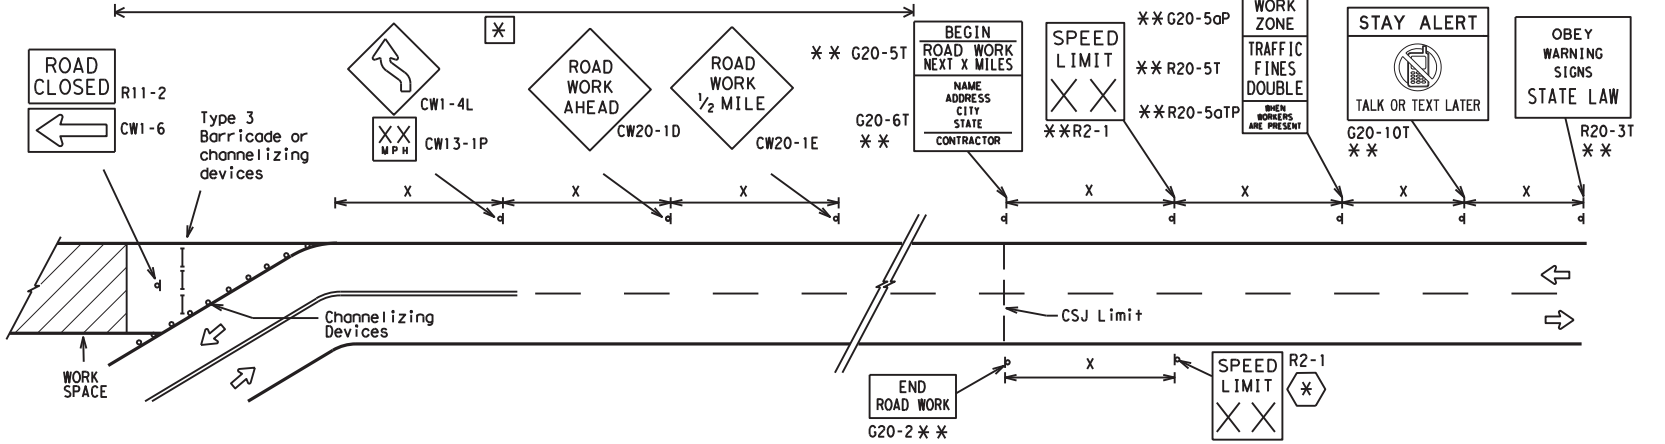 ROAD
CLOSED
R11-2
CW1-6
Type 3
Barricade or
channelizing
devices
*
CW1-4L
XX
MPH
CW13-1P
ROAD
WORK
AHEAD
CW20-1D
ROAD
WORK
1/2 MILE
CW20-1E
** G20-5T
G20-6T
**
BEGIN
ROAD WORK
NEXT X MILES
NAME
ADDRESS
CITY
STATE
CONTRACTOR
SPEED
LIMIT
X X
**R2-1
**G20-5aP
**R20-5T
**R20-5aTP
WORK
ZONE
TRAFFIC
FINES
DOUBLE
WHEN
WORKERS
ARE PRESENT
STAY ALERT
TALK OR TEXT LATER
G20-10T
**
OBEY
WARNING
SIGNS
STATE LAW
R20-3T
**
X
X
X
X
X
X
X
Channelizing
Devices
WORK
SPACE
CSJ Limit
X
END
ROAD WORK
G20-2 **
SPEED
LIMIT
X X
R2-1
*